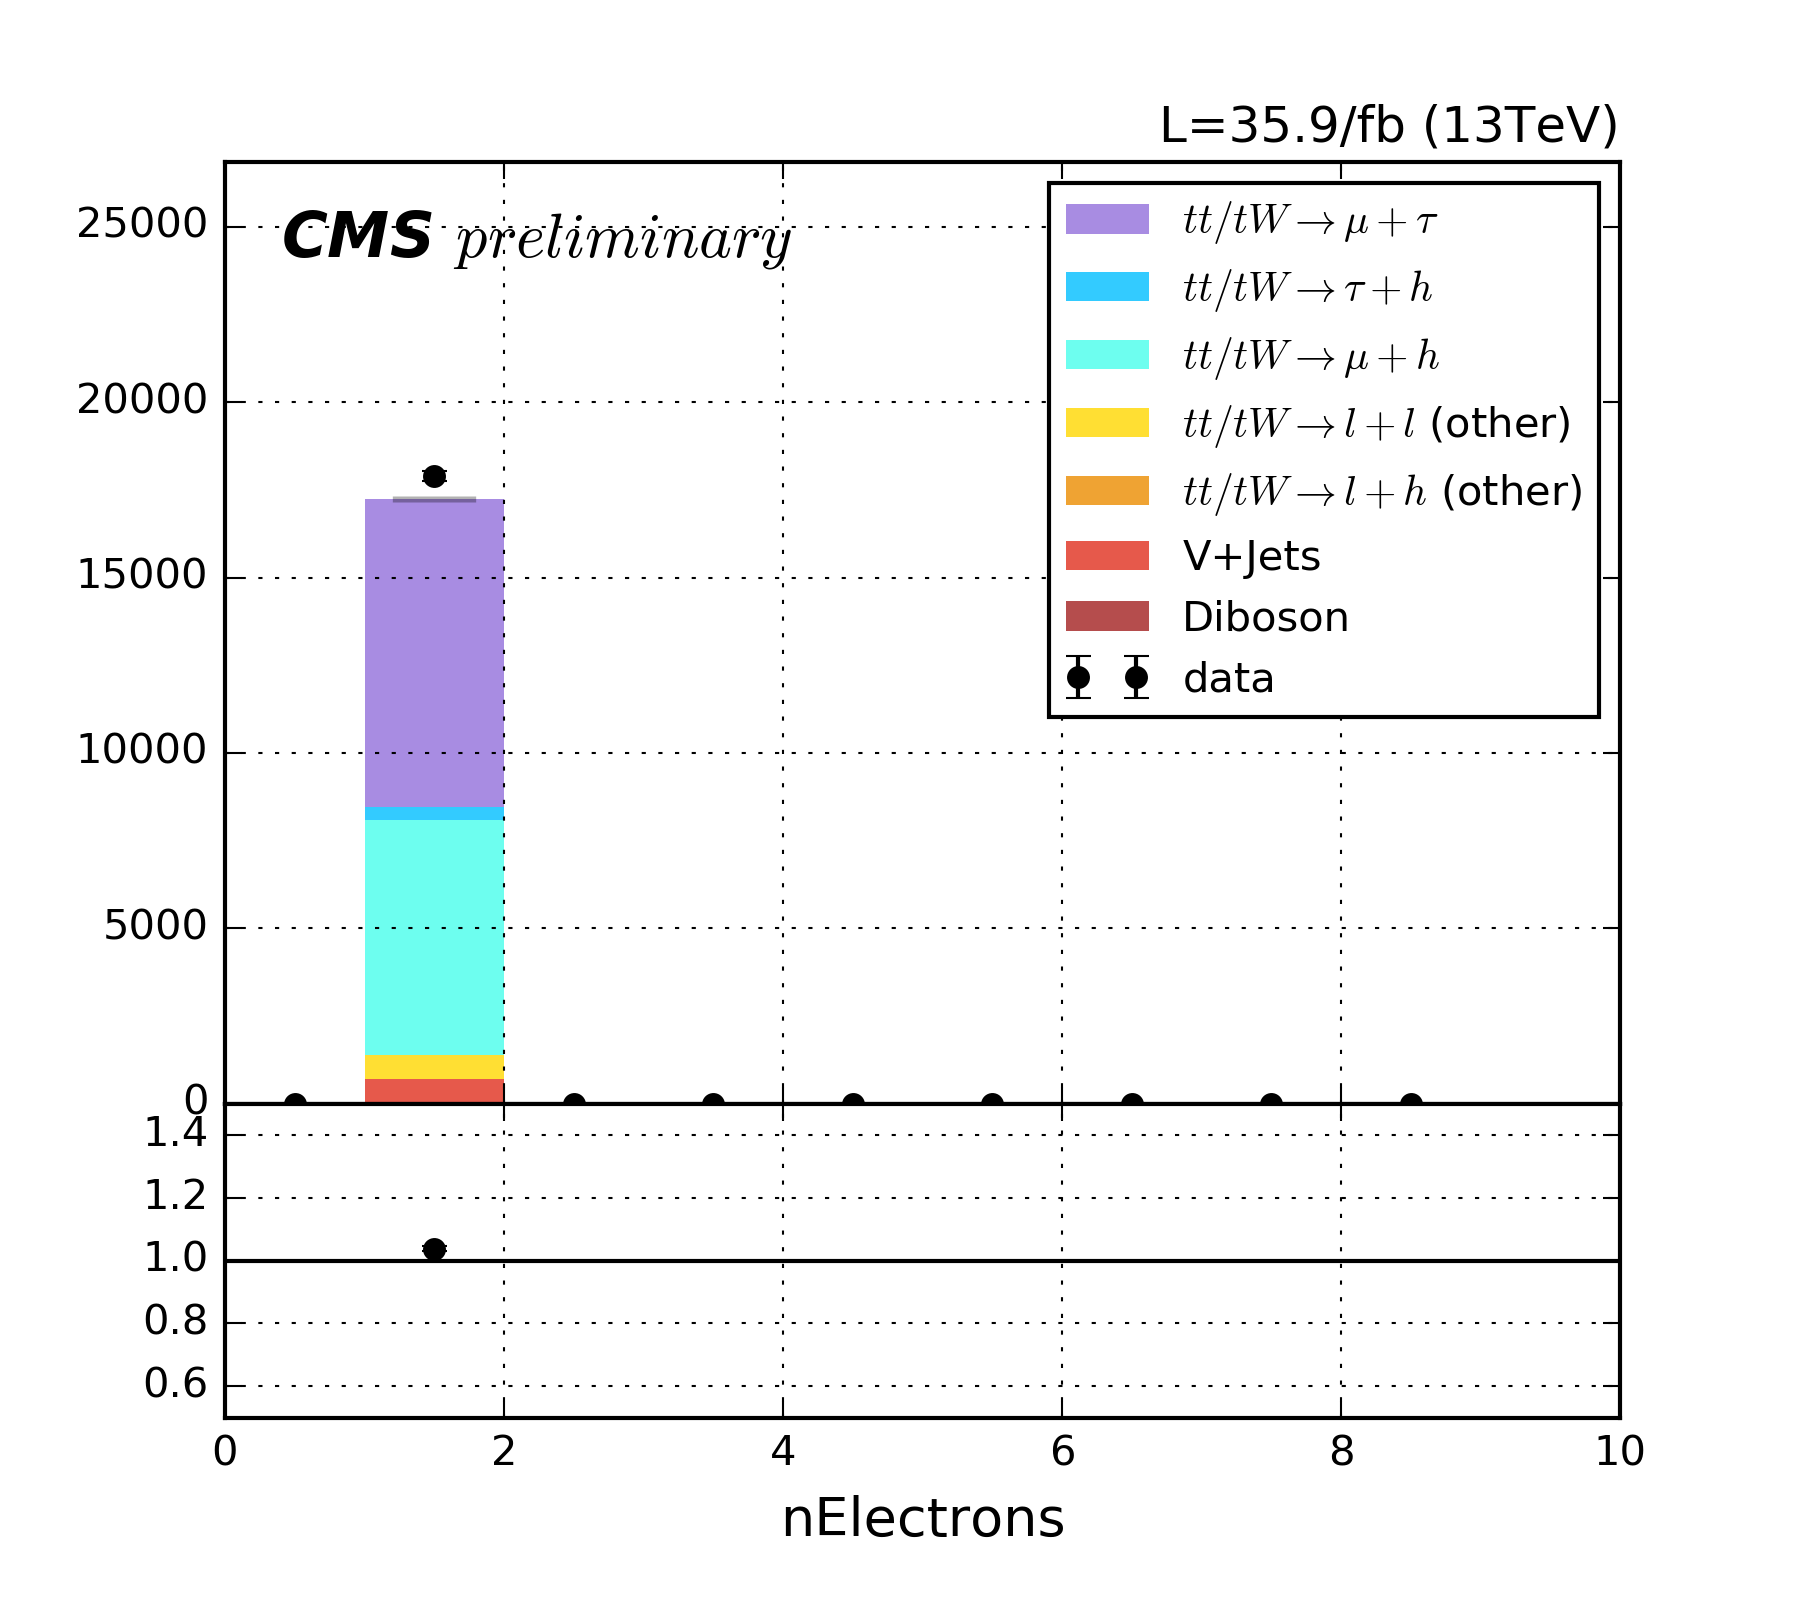 L=35.9/fb (13TeV)
CMS preliminary
25000
20000
15000
10000
5000
0
tt/tW → μ + τ
tt/tW → τ + h
tt/tW → μ + h
tt/tW → l + l (other)
tt/tW → l + h (other)
V+Jets
Diboson
data
1.4
1.2
1.0
0.8
0.6
0 2 4 6 8 10
nElectrons